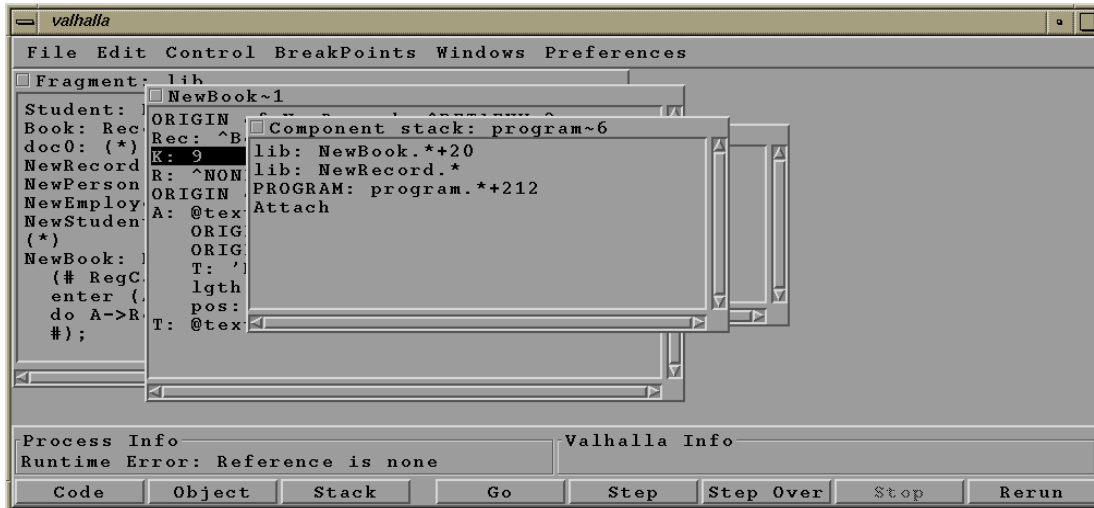 valhalla
File Edit Control BreakPoints Windows Preferences
Fragment: lib
Student:
Book: Rec
doc0: (*)
NewRecord
NewPerson
NewEmploy
NewStuden
(*)
NewBook:
(# RegC
enter (
do A->R
#);
NewBook~1
ORIGIN
Rec: ^B
K: 9
R: ^NON
ORIGIN
A: @tex
ORIG
ORIG
T: '
lgth
pos:
T: @tex
Component stack: program~6
lib: NewBook.*+20
lib: NewRecord.*
PROGRAM: program.*+212
Attach
Process Info
Runtime Error: Reference is none
Valhalla Info
Code Object Stack Go Step Step Over Stop Rerun